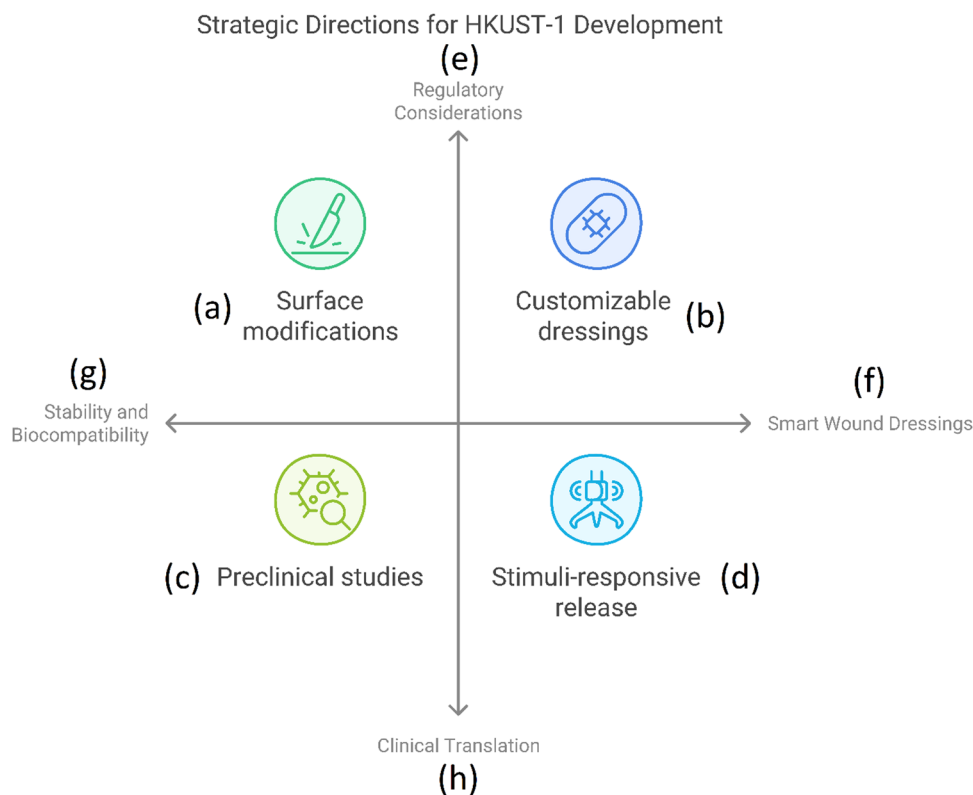 Strategic Directions for HKUST-1 Development
(e)
Regulatory
Considerations
(a)
Surface
modifications
Customizable
dressings
(b)
(g)
Stability and
Biocompatibility
(f)
Smart Wound Dressings
(c)
Preclinical studies
Stimuli-responsive
release
(d)
Clinical Translation
(h)